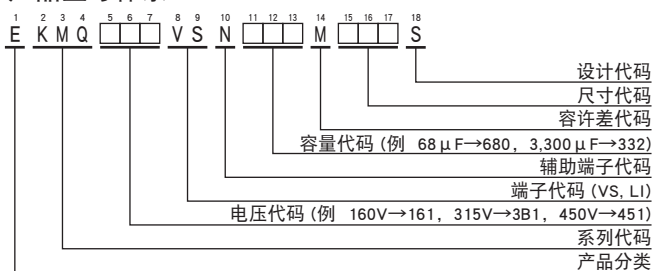 1 2 3 4 5 6 7 8 9 10 11 12 13 14 15 16 17 18
E K M Q □□□ V S N □□□ M □□□ S
设计代码
尺寸代码
容许差代码
容量代码 (例 68μF→680，3,300μF→332)
辅助端子代码
端子代码 (VS, LI)
电压代码 (例 160V→161，315V→3B1，450V→451)
系列代码
产品分类